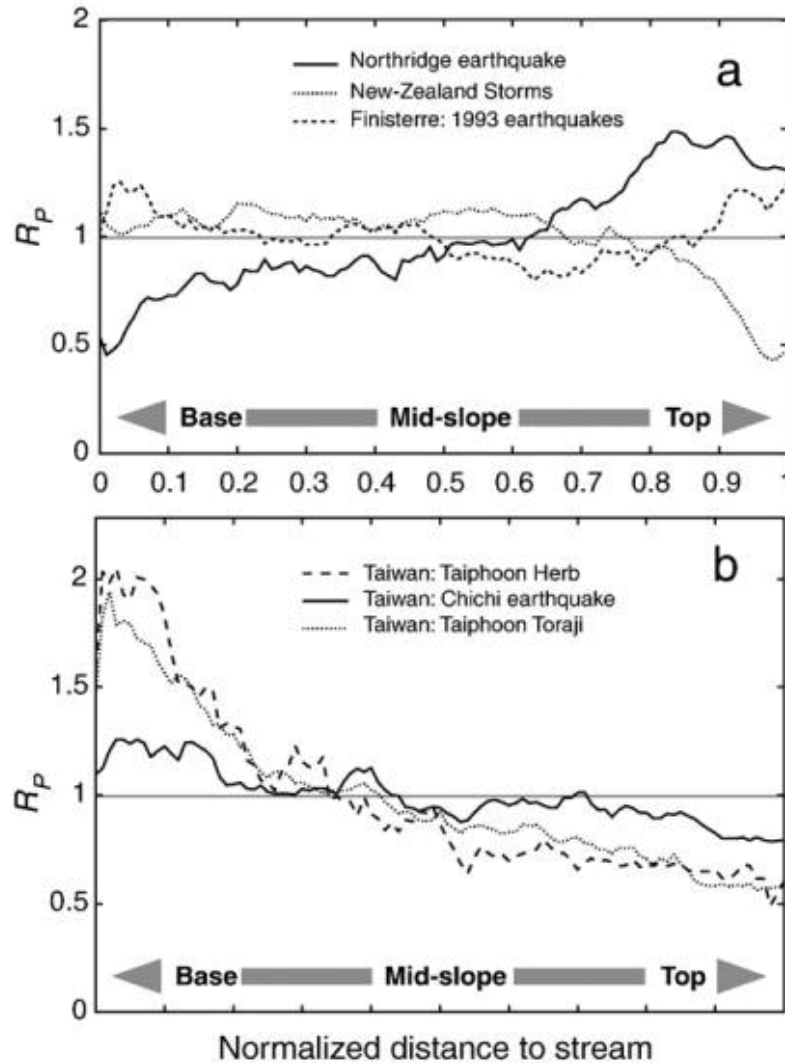 2
Northridge earthquake
a
New-Zealand Storms
1.5
Finisterre: 1993 earthquakes
R_P
1
0.5
Base Mid-slope Top
0
0 0.1 0.2 0.3 0.4 0.5 0.6 0.7 0.8 0.9 1
b
2
Taiwan: Taiphoon Herb
Taiwan: Chichi earthquake
Taiwan: Taiphoon Toraji
1.5
R_P
1
0.5
Base Mid-slope Top
0
Normalized distance to stream